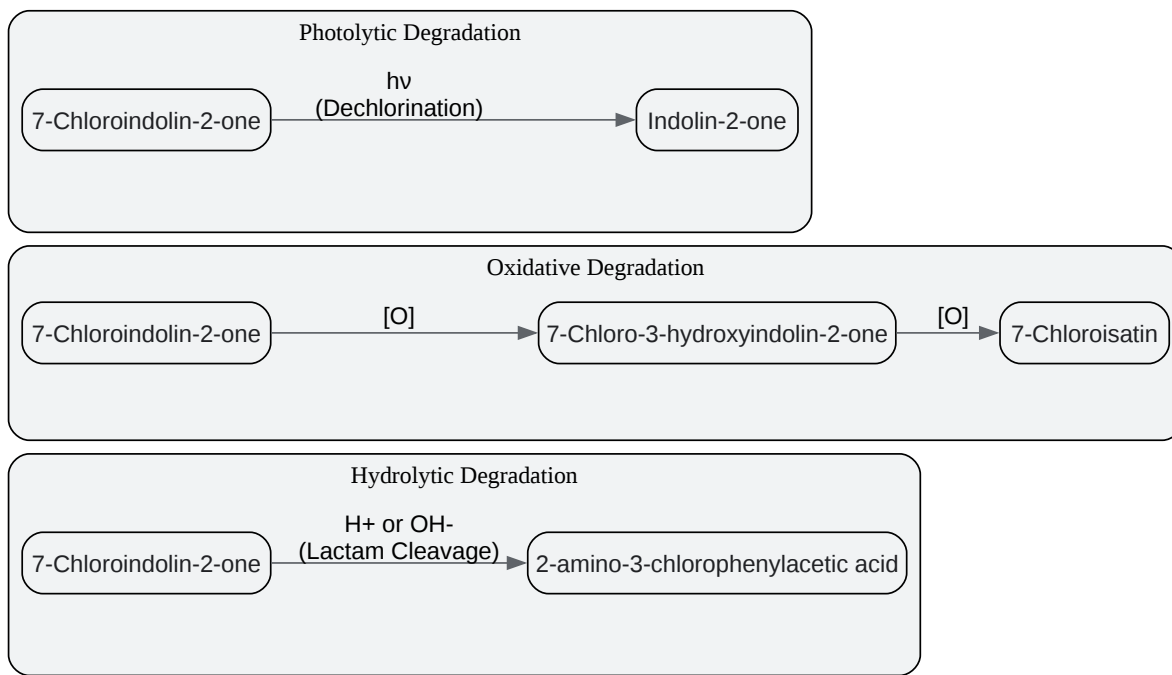 Photolytic Degradation
hν
(Dechlorination)
7-Chloroindolin-2-one
Indolin-2-one
Oxidative Degradation
7-Chloroindolin-2-one
[O]
7-Chloro-3-hydroxyindolin-2-one
[O]
7-Chloroisatin
Hydrolytic Degradation
H+ or OH-
(Lactam Cleavage)
7-Chloroindolin-2-one
2-amino-3-chlorophenylacetic acid